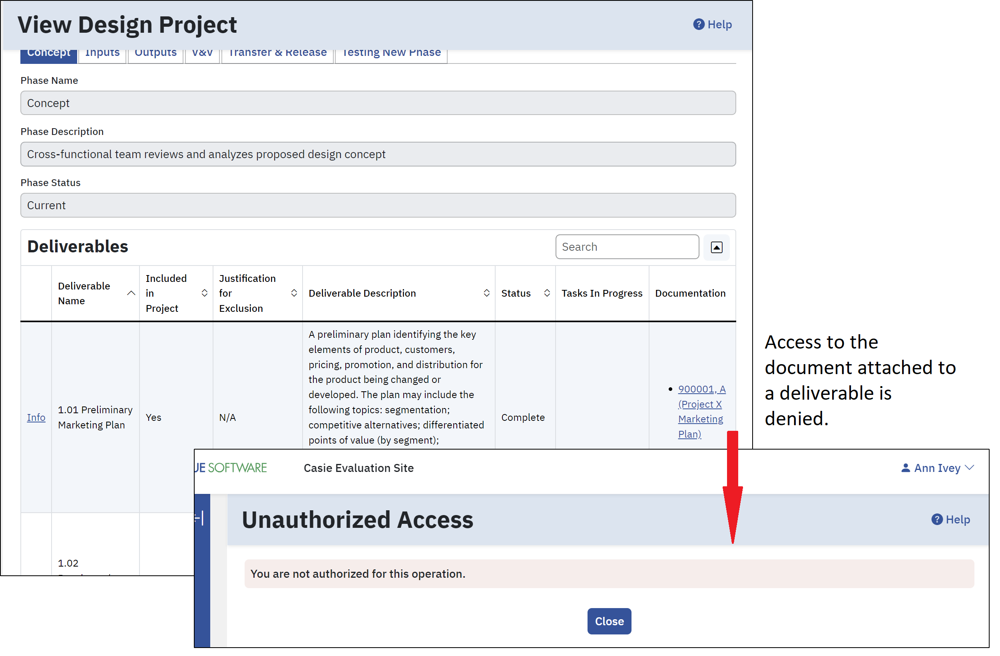 View Design Project
Help
Concept
Inputs
Outputs
V&V
Transfer & Release
Testing New Phase
Phase Name
Concept
Phase Description
Cross-functional team reviews and analyzes proposed design concept
Phase Status
Current
Deliverables
Search
Deliverable
Name
Included
in
Project
Justification
for
Exclusion
Deliverable Description
Status
Tasks In Progress
Documentation
Info
1.01 Preliminary
Marketing Plan
Yes
N/A
A preliminary plan identifying the key
elements of product, customers,
pricing, promotion, and distribution for
the product being changed or
developed. The plan may include the
following topics: segmentation;
competitive alternatives; differentiated
points of value (by segment);
Complete
900001, A
(Project X
Marketing
Plan)
1.02
Access to the
document attached to
a deliverable is
denied.
UE SOFTWARE
Casie Evaluation Site
Ann Ivey
Unauthorized Access
Help
You are not authorized for this operation.
Close